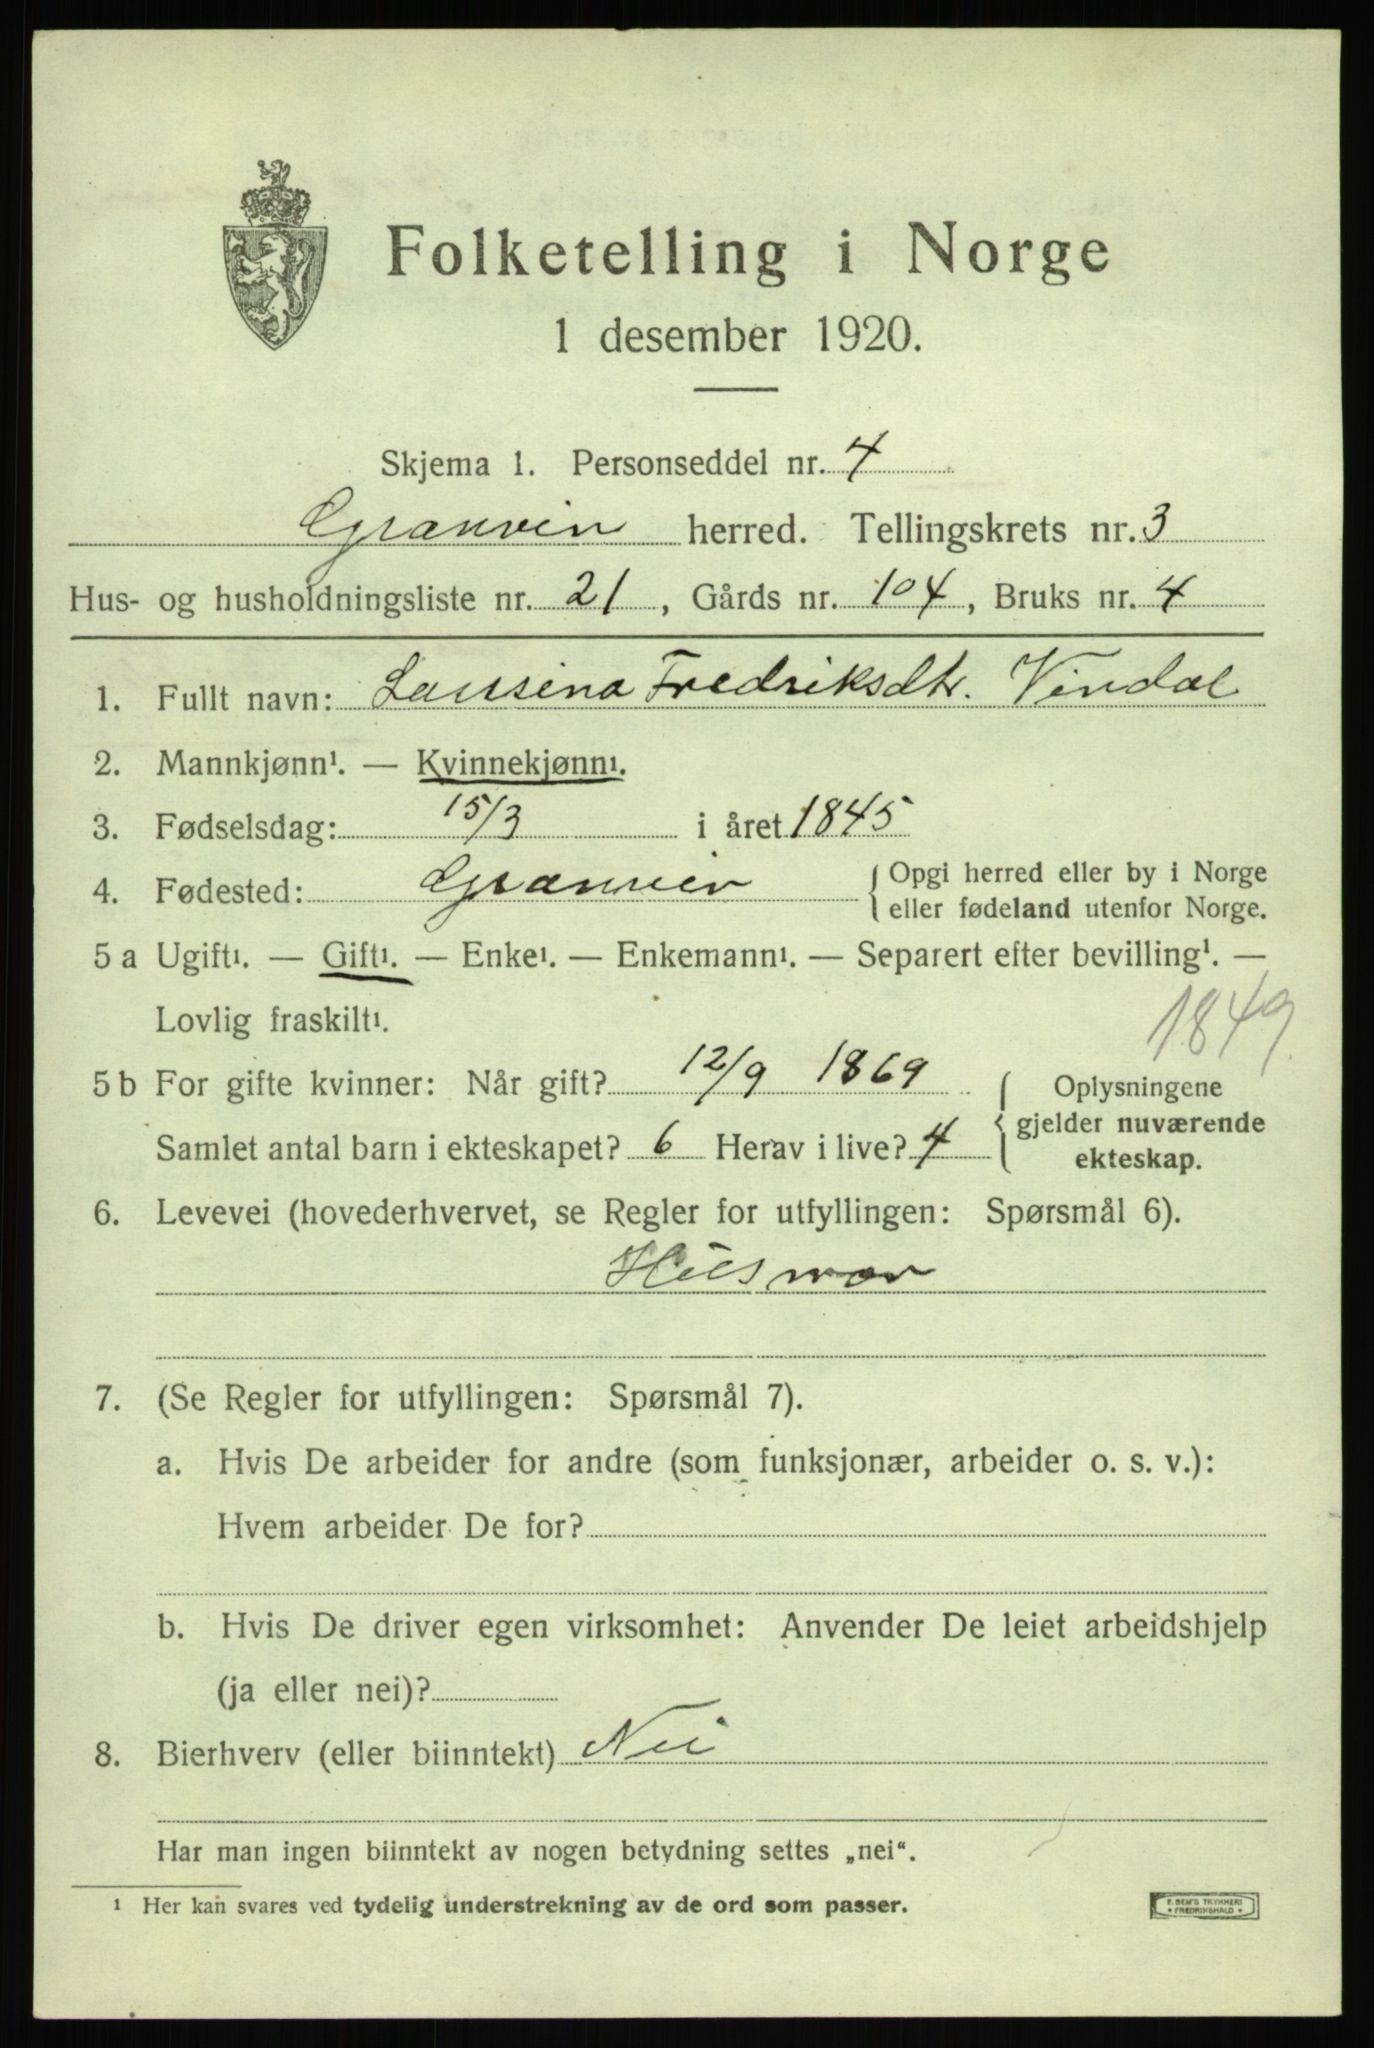 Folketelling i Norge
1 desember 1920.
Skjema 1. Personseddel nr. 4
Granvin herred. Tellingskrets nr. 3
Hus- og husholdningsliste nr. 21, Gårds nr. 104, Bruks nr. 4
1. Fullt navn: Lussina Fredriksdtr. Vindal
2. Mannkjønn¹. — Kvinnekjønn¹.
3. Fødselsdag: 15/3 i året 1845
4. Fødested: Granvin { Opgi herred eller by i Norge
eller fødeland utenfor Norge.
5 a Ugift¹. — Gift¹. — Enke¹. — Enkemann¹. — Separert efter bevilling¹. —
Lovlig fraskilt¹.
1849
5 b For gifte kvinner: Når gift? 12/9 1869 { Oplysningene
gjelder nuværende
ekteskap.
Samlet antal barn i ekteskapet? 6 Herav i live? 4
6. Levevei (hovederhvervet, se Regler for utfyllingen: Spørsmål 6).
Húsmor
7. (Se Regler for utfyllingen: Spørsmål 7).
a. Hvis De arbeider for andre (som funksjonær, arbeider o. s. v.):
Hvem arbeider De for?
b. Hvis De driver egen virksomhet: Anvender De leiet arbeidshjelp
(ja eller nei)?
8. Bierhverv (eller biinntekt) Nei
Har man ingen biinntekt av nogen betydning settes „nei“.
¹ Her kan svares ved tydelig understrekning av de ord som passer.
E. SEM'S TRYKKERI
• FREDRIKSHALD •